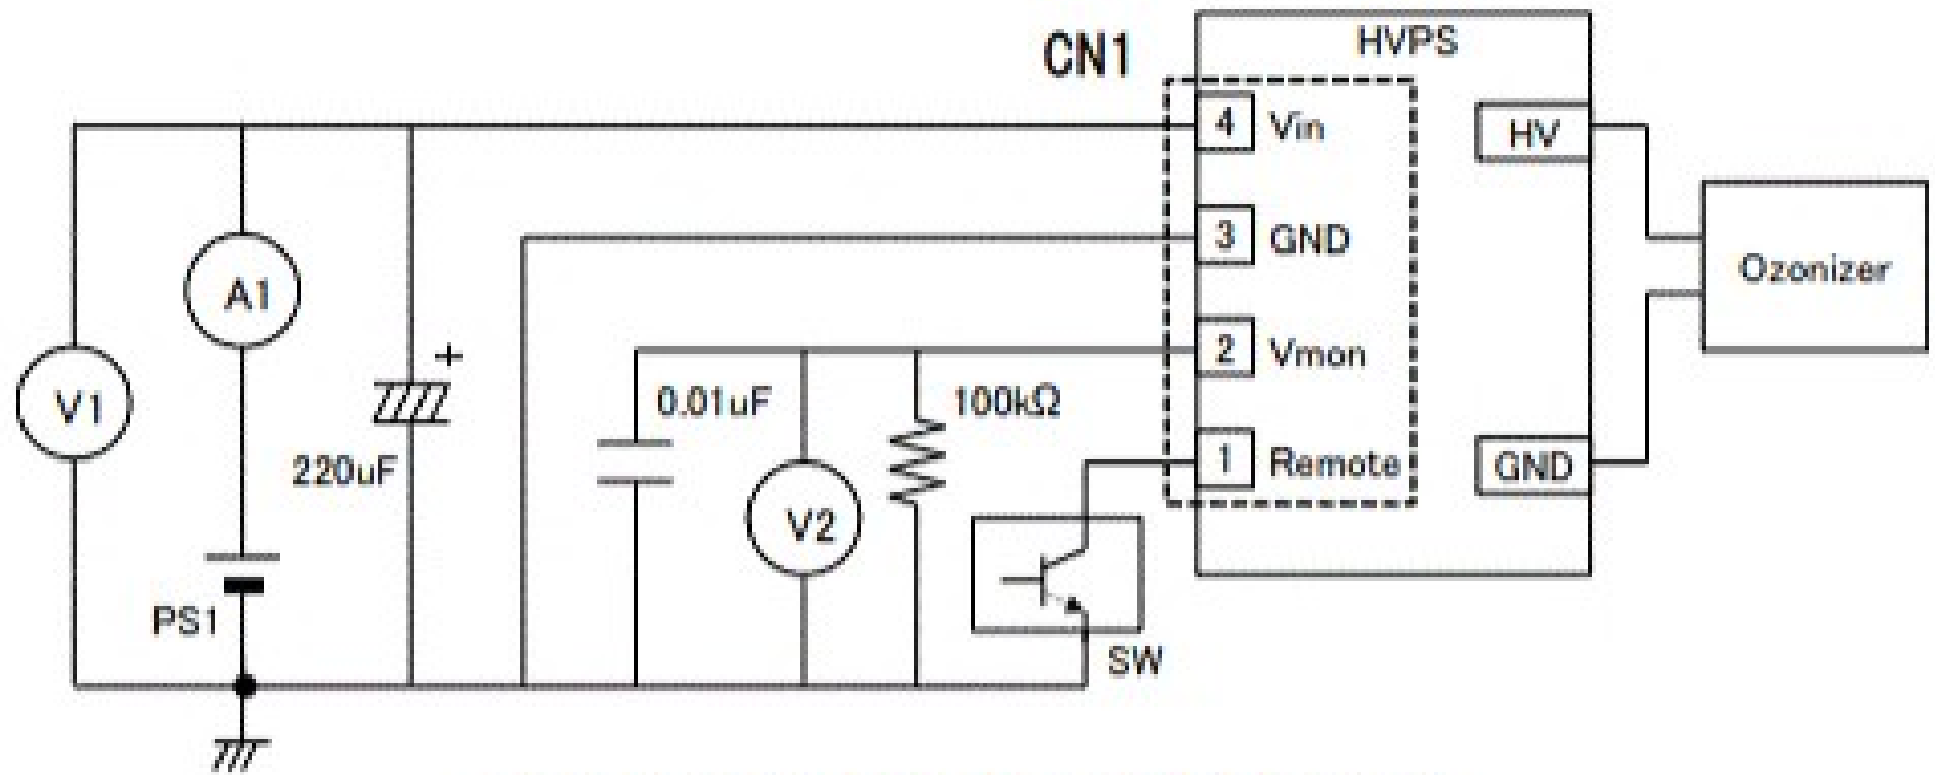 CN1
HVPS
4 Vin
HV
3 GND
Ozonizer
A1
+
2 Vmon
V1
0.01uF
100kΩ
220uF
1 Remote
GND
V2
PS1
SW